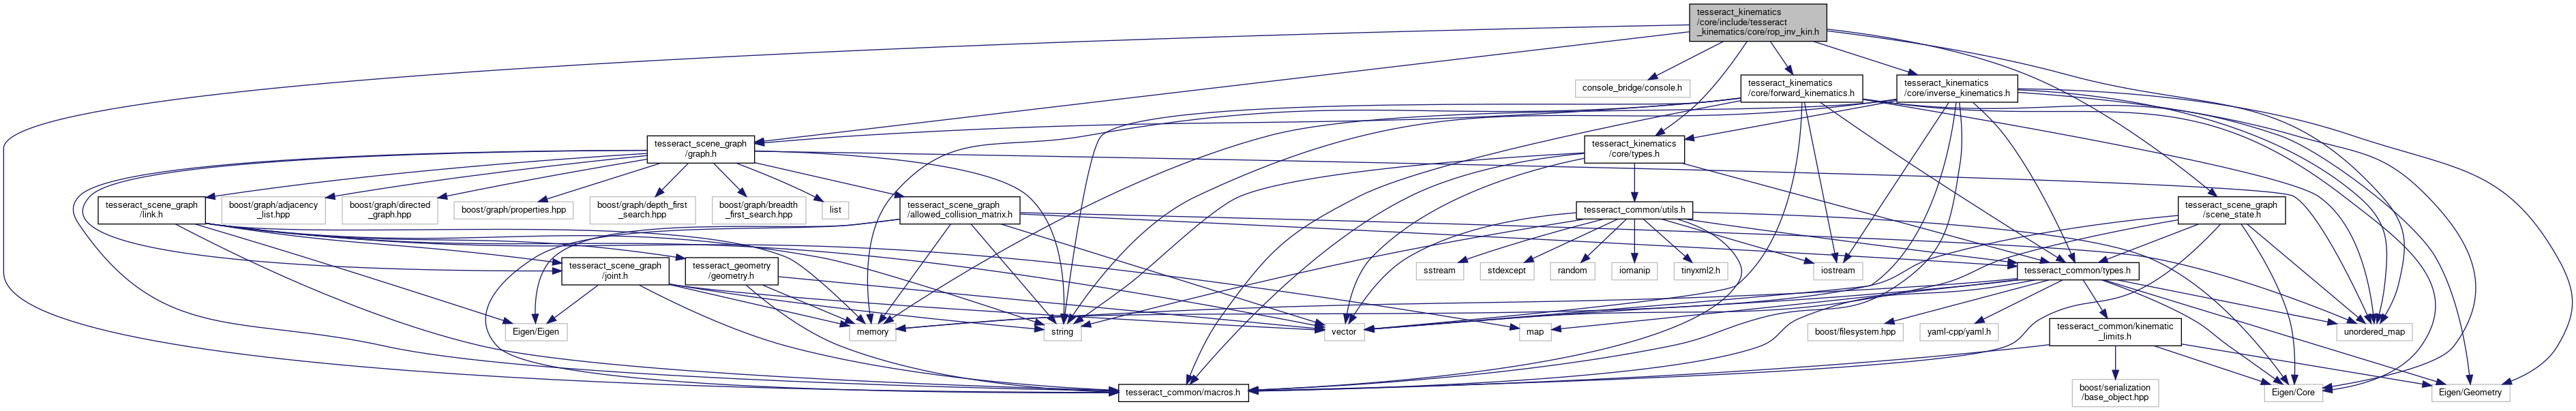 tesseract_kinematics
/core/include/tesseract
_kinematics/core/rop_inv_kin.h
console_bridge/console.h
tesseract_kinematics
/core/forward_kinematics.h
tesseract_kinematics
/core/inverse_kinematics.h
tesseract_scene_graph
/graph.h
tesseract_kinematics
/core/types.h
tesseract_scene_graph
/link.h
boost/graph/adjacency
_list.hpp
boost/graph/directed
_graph.hpp
boost/graph/properties.hpp
boost/graph/depth_first
_search.hpp
boost/graph/breadth
_first_search.hpp
list
tesseract_scene_graph
/allowed_collision_matrix.h
tesseract_common/utils.h
tesseract_scene_graph
/scene_state.h
tesseract_scene_graph
/joint.h
tesseract_geometry
/geometry.h
sstream
stdexcept
random
iomanip
tinyxml2.h
iostream
tesseract_common/types.h
Eigen/Eigen
memory
string
vector
map
boost/filesystem.hpp
yaml-cpp/yaml.h
tesseract_common/kinematic
_limits.h
unordered_map
tesseract_common/macros.h
boost/serialization
/base_object.hpp
Eigen/Core
Eigen/Geometry